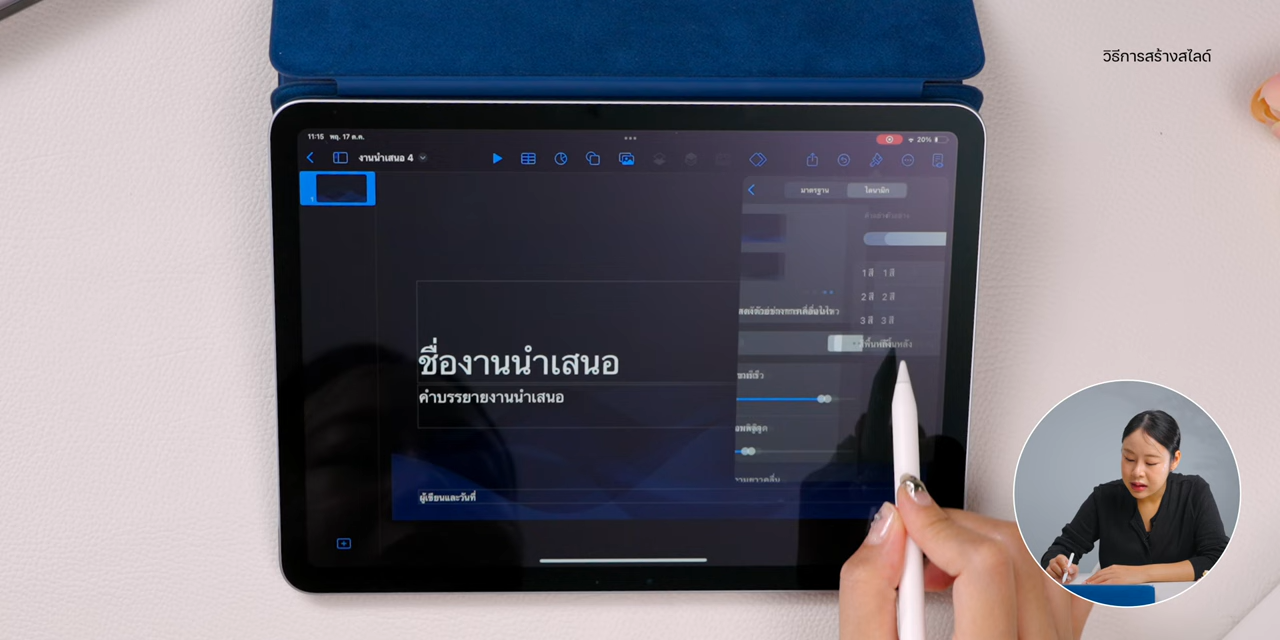 วิธีการสร้างสไลด์
11:15 พฤ. 17 ต.ค.
20%
งานนำเสนอ 4
มาตรฐาน
ไดนามิก
1
1 สี 1 สี
2 สี 2 สี
3 สี 3 สี
ชื่องานนำเสนอ
คำบรรยายงานนำเสนอ
ผู้เขียนและวันที่